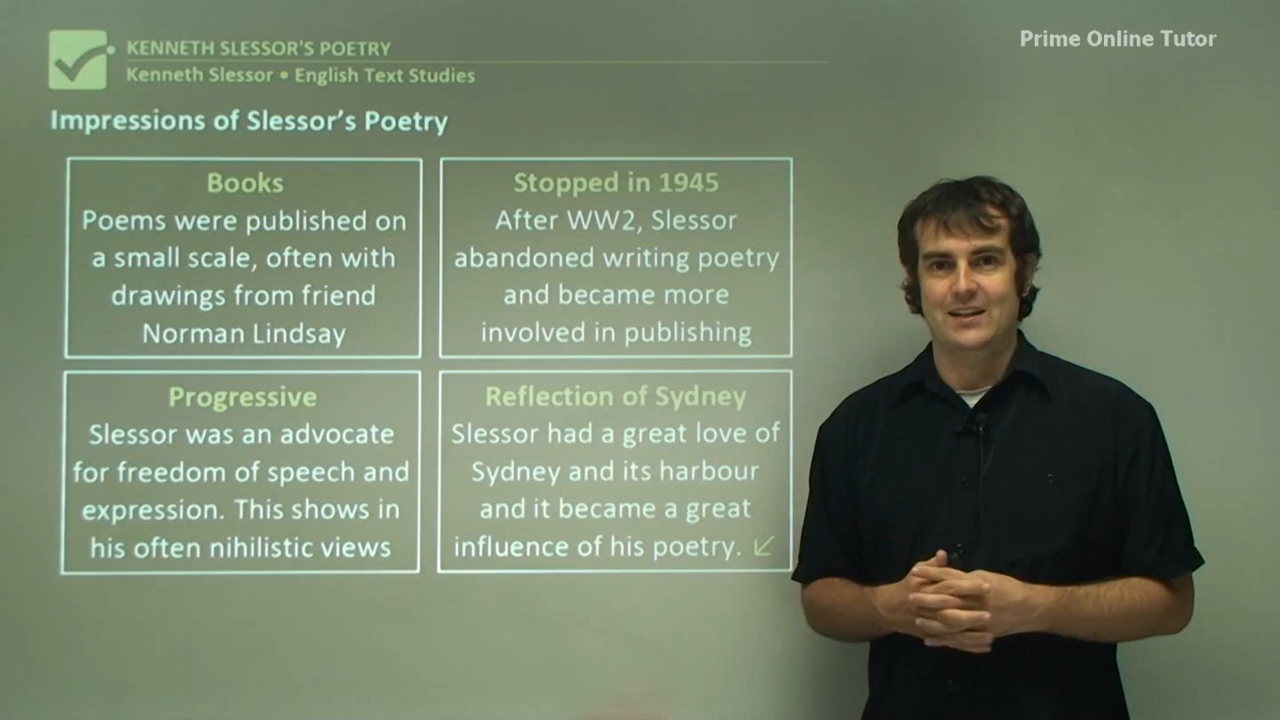 KENNETH SLESSOR'S POETRY
Kenneth Slessor • English Text Studies
Prime Online Tutor
Impressions of Slessor's Poetry
Books
Poems were published on
a small scale, often with
drawings from friend
Norman Lindsay
Stopped in 1945
After WW2, Slessor
abandoned writing poetry
and became more
involved in publishing
Progressive
Slessor was an advocate
for freedom of speech and
expression. This shows in
his often nihilistic views
Reflection of Sydney
Slessor had a great love of
Sydney and its harbour
and it became a great
influence of his poetry.